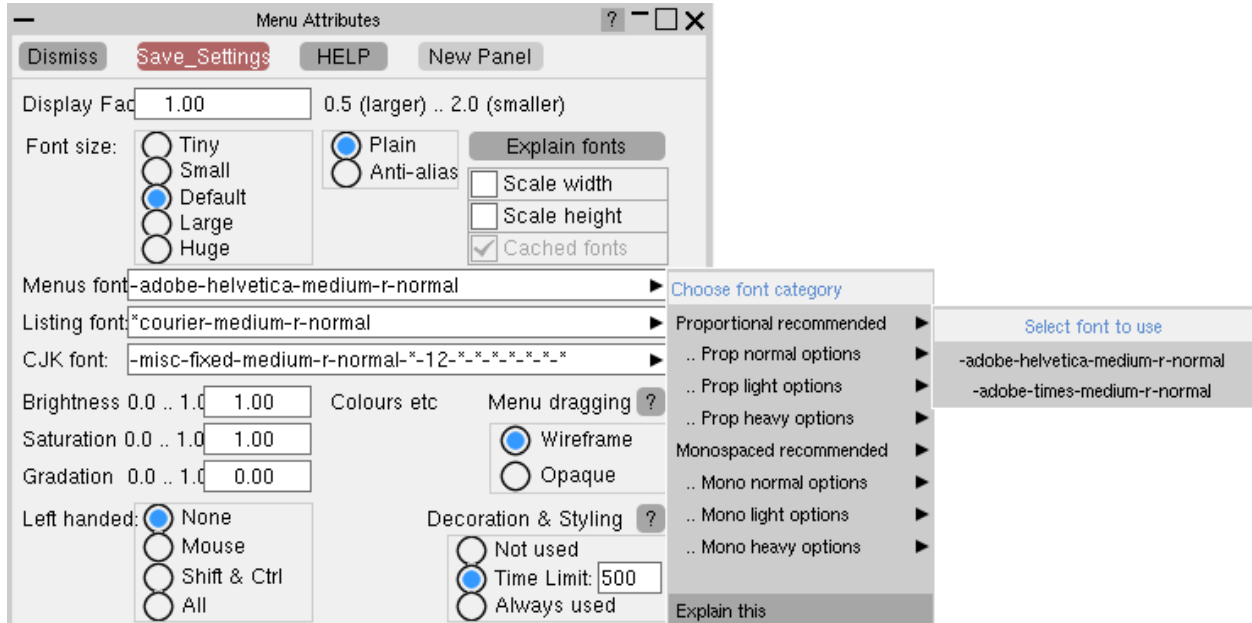 Menu Attributes ?
Dismiss Save_Settings HELP New Panel
Display Fac 1.00 0.5 (larger) .. 2.0 (smaller)
Font size:
Tiny
Small
Default
Large
Huge
Plain
Anti-alias
Explain fonts
Scale width
Scale height
Cached fonts
Menus font -adobe-helvetica-medium-r-normal
Listing font: *courier-medium-r-normal
CJK font: -misc-fixed-medium-r-normal-*-12-*-*-*-*-*-*
Brightness 0.0 .. 1.0 1.00
Saturation 0.0 .. 1.0 1.00
Gradation 0.0 .. 1.0 0.00
Colours etc
Menu dragging ?
Wireframe
Opaque
Left handed:
None
Mouse
Shift & Ctrl
All
Decoration & Styling ?
Not used
Time Limit: 500
Always used
Choose font category
Proportional recommended
.. Prop normal options
.. Prop light options
.. Prop heavy options
Monospaced recommended
.. Mono normal options
.. Mono light options
.. Mono heavy options
Explain this
Select font to use
-adobe-helvetica-medium-r-normal
-adobe-times-medium-r-normal